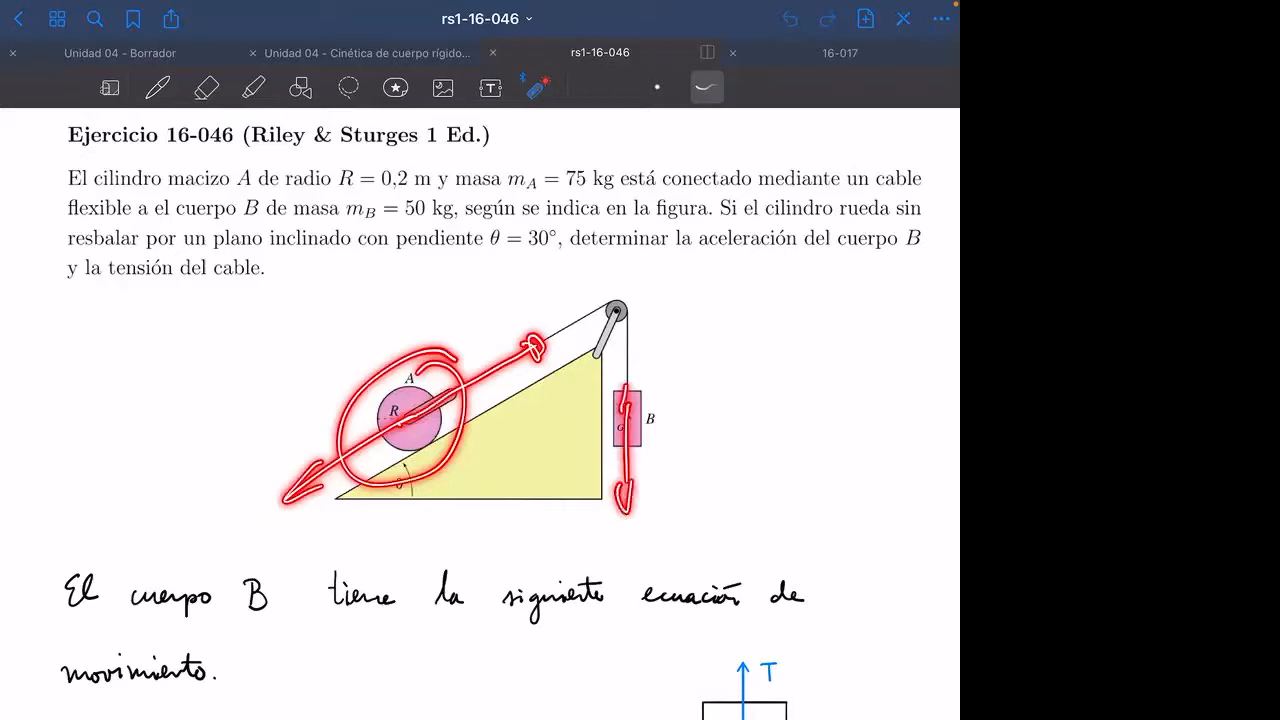 rs1-16-046
Unidad 04 - Borrador
Unidad 04 - Cinética de cuerpo rígido...
rs1-16-046
16-017
T
Ejercicio 16-046 (Riley & Sturges 1 Ed.)
El cilindro macizo A de radio R = 0,2 m y masa m_A = 75 kg está conectado mediante un cable
flexible a el cuerpo B de masa m_B = 50 kg, según se indica en la figura. Si el cilindro rueda sin
resbalar por un plano inclinado con pendiente θ = 30°, determinar la aceleración del cuerpo B
y la tensión del cable.
A
R
B
G
θ
El cuerpo B tiene la siguiente ecuación de
movimiento.
T